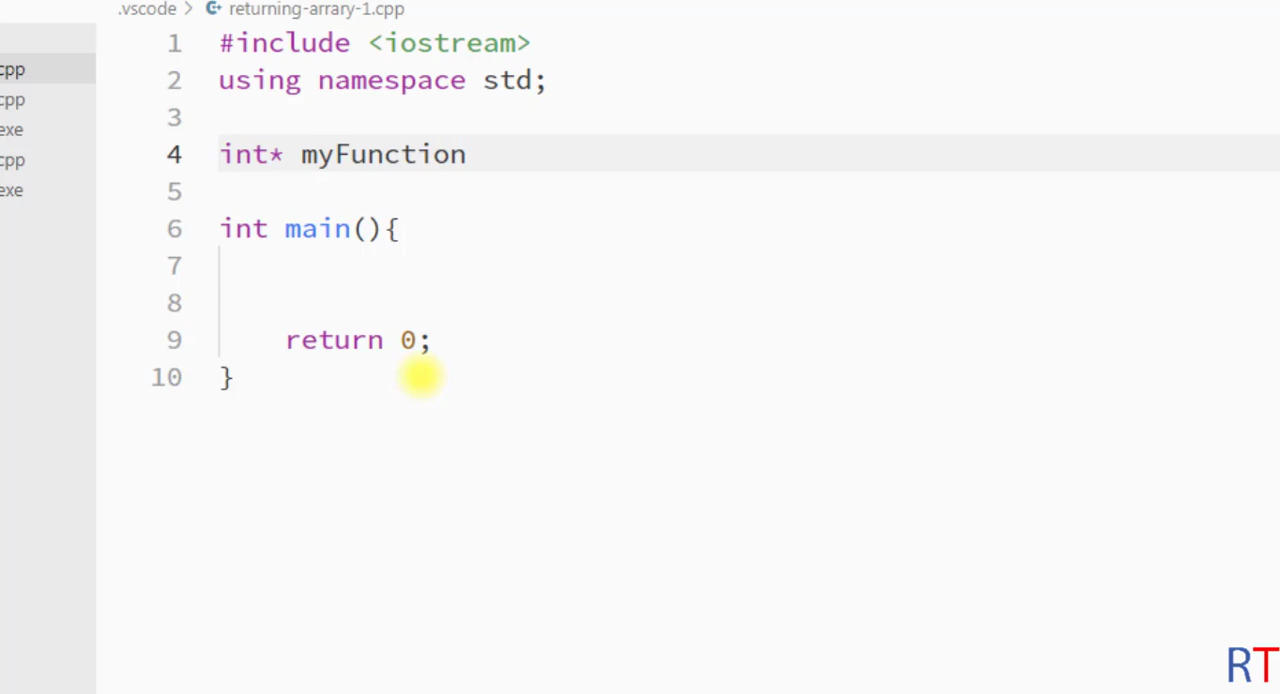 .vscode > returning-arrary-1.cpp
cpp
cpp
exe
cpp
exe
1 #include <iostream>
2 using namespace std;
3
4 int* myFunction
5
6 int main(){
7
8
9 return 0;
10 }
RT